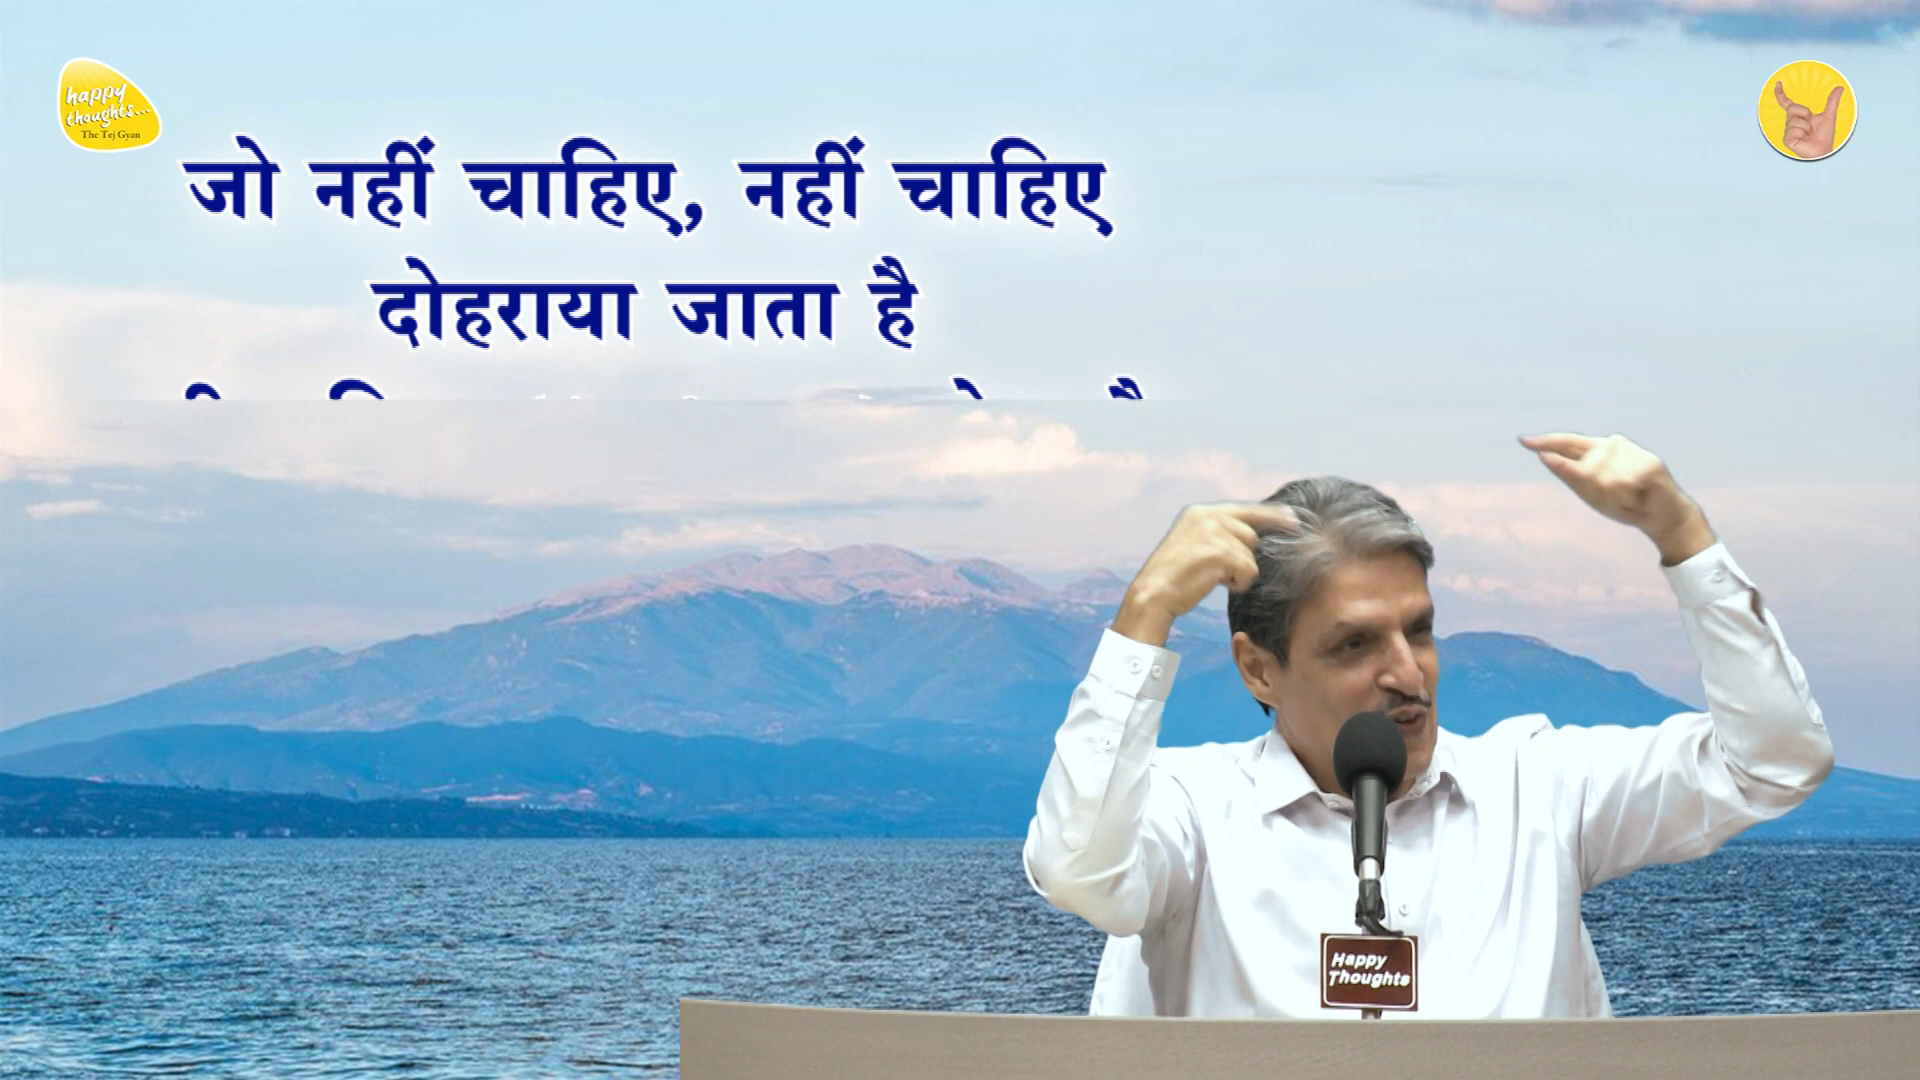 happy
thoughts...
The Tej Gyan
जो नहीं चाहिए, नहीं चाहिए
दोहराया जाता है
Happy
Thoughts